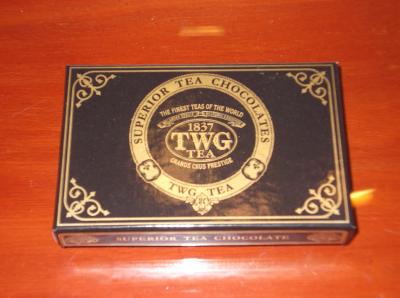 SUPERIOR TEA CHOCOLATES
THE FINEST TEAS OF THE WORLD
1837
TWG
TEA
GRANDS CRUS PRESTIGE
TWG TEA
SUPERIOR TEA CHOCOLATE